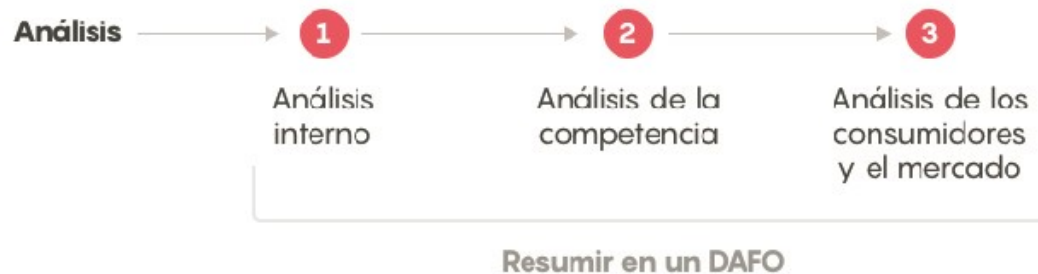 Análisis
1
2
3
Análisis
interno
Análisis de la
competencia
Análisis de los
consumidores
y el mercado
Resumir en un DAFO